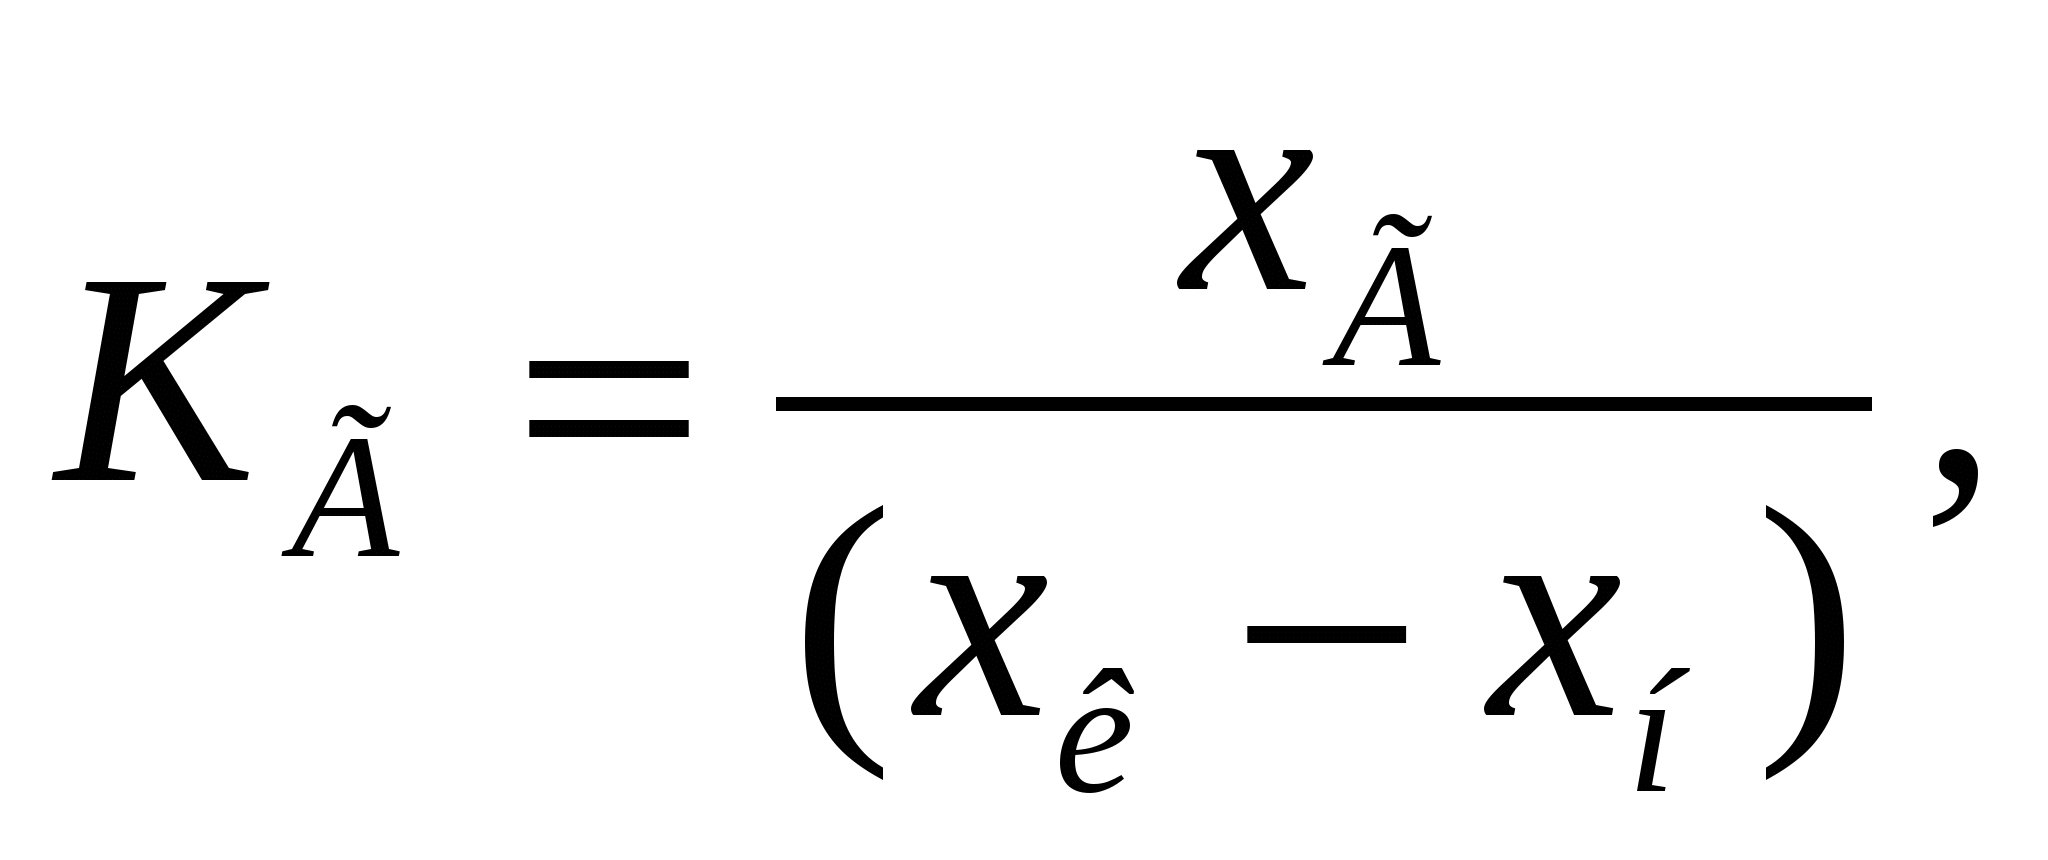 K_Ã = x_Ã / (x_ê − x_í),